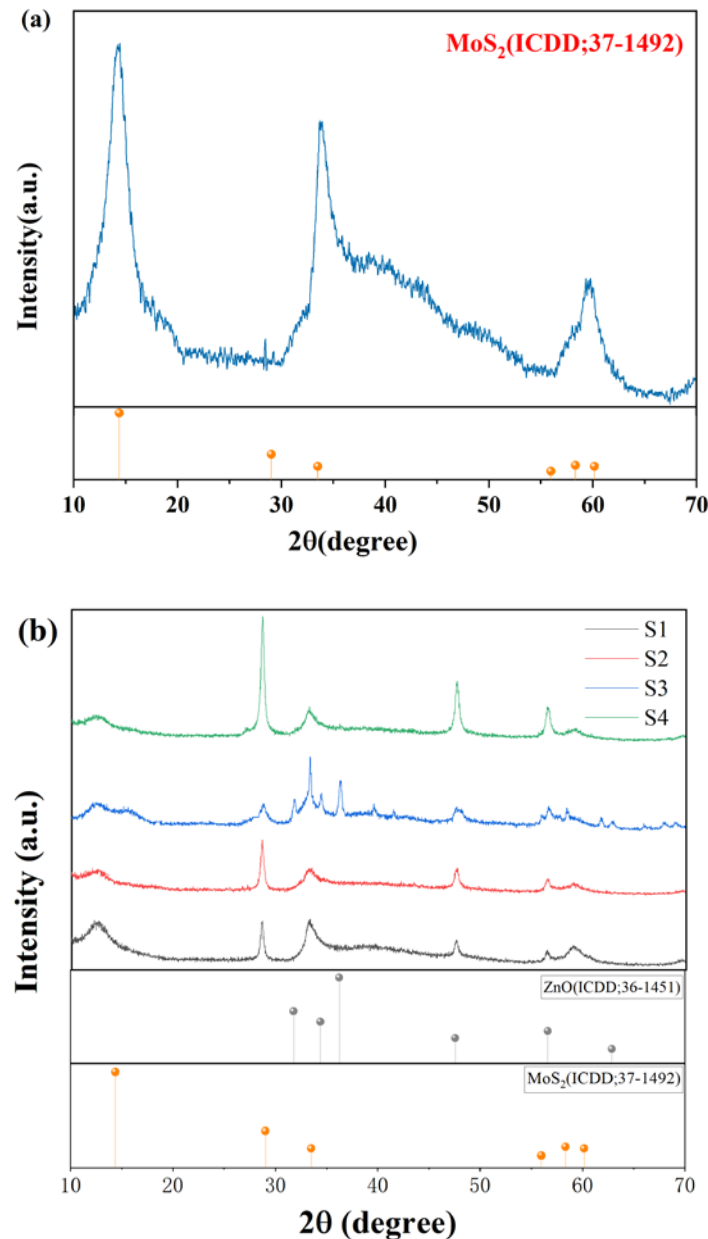 (a)
MoS₂(ICDD;37-1492)
Intensity(a.u.)
10 20 30 40 50 60 70
2θ(degree)
(b)
S1
S2
S3
S4
Intensity (a.u.)
ZnO(ICDD;36-1451)
MoS₂(ICDD;37-1492)
10 20 30 40 50 60 70
2θ (degree)